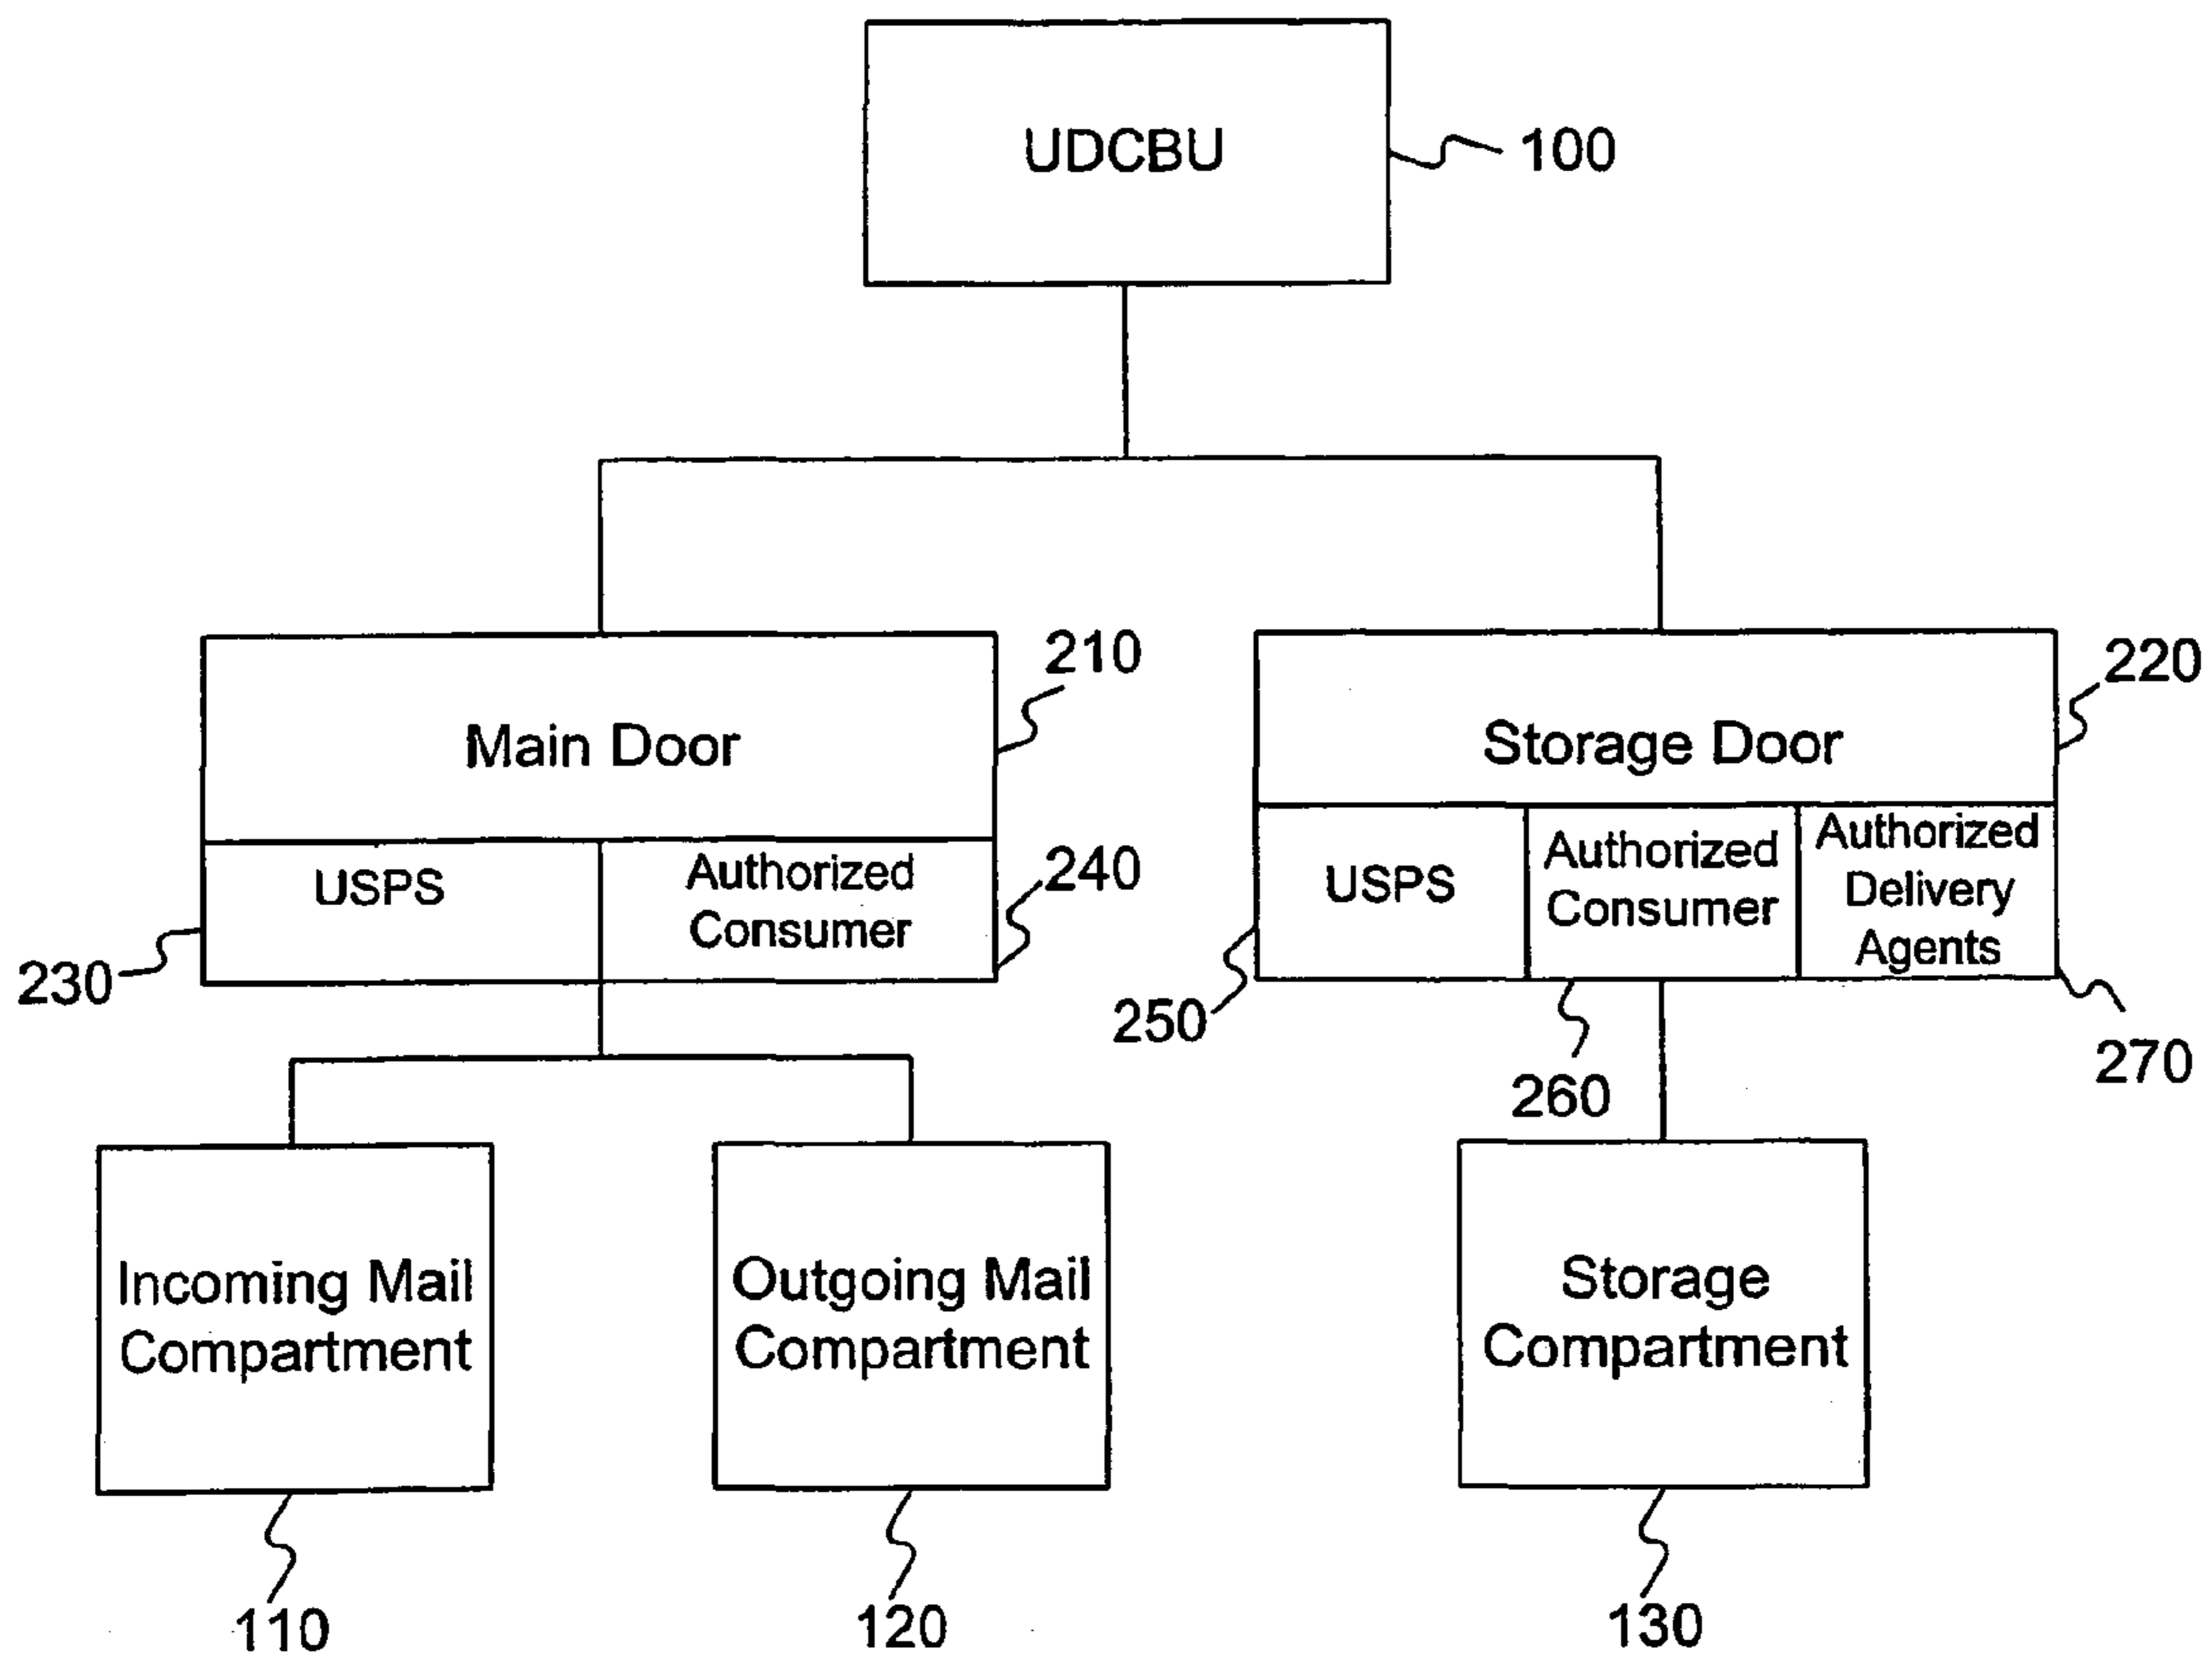 UDCBU
100
210
Main Door
220
Storage Door
USPS
Authorized
Consumer
240
230
USPS
Authorized
Consumer
Authorized
Delivery
Agents
250
260
270
Incoming Mail
Compartment
Outgoing Mail
Compartment
Storage
Compartment
110
120
130